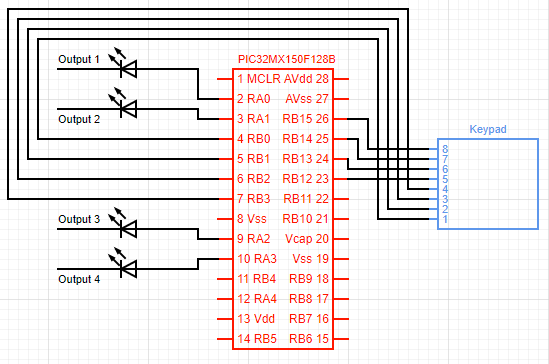 PIC32MX150F128B
Output 1
1 MCLR AVdd 28
2 RA0 AVss 27
Output 2
3 RA1 RB15 26
4 RB0 RB14 25
5 RB1 RB13 24
6 RB2 RB12 23
7 RB3 RB11 22
Output 3
8 Vss RB10 21
9 RA2 Vcap 20
10 RA3 Vss 19
Output 4
11 RB4 RB9 18
12 RA4 RB8 17
13 Vdd RB7 16
14 RB5 RB6 15
Keypad
8
7
6
5
4
3
2
1